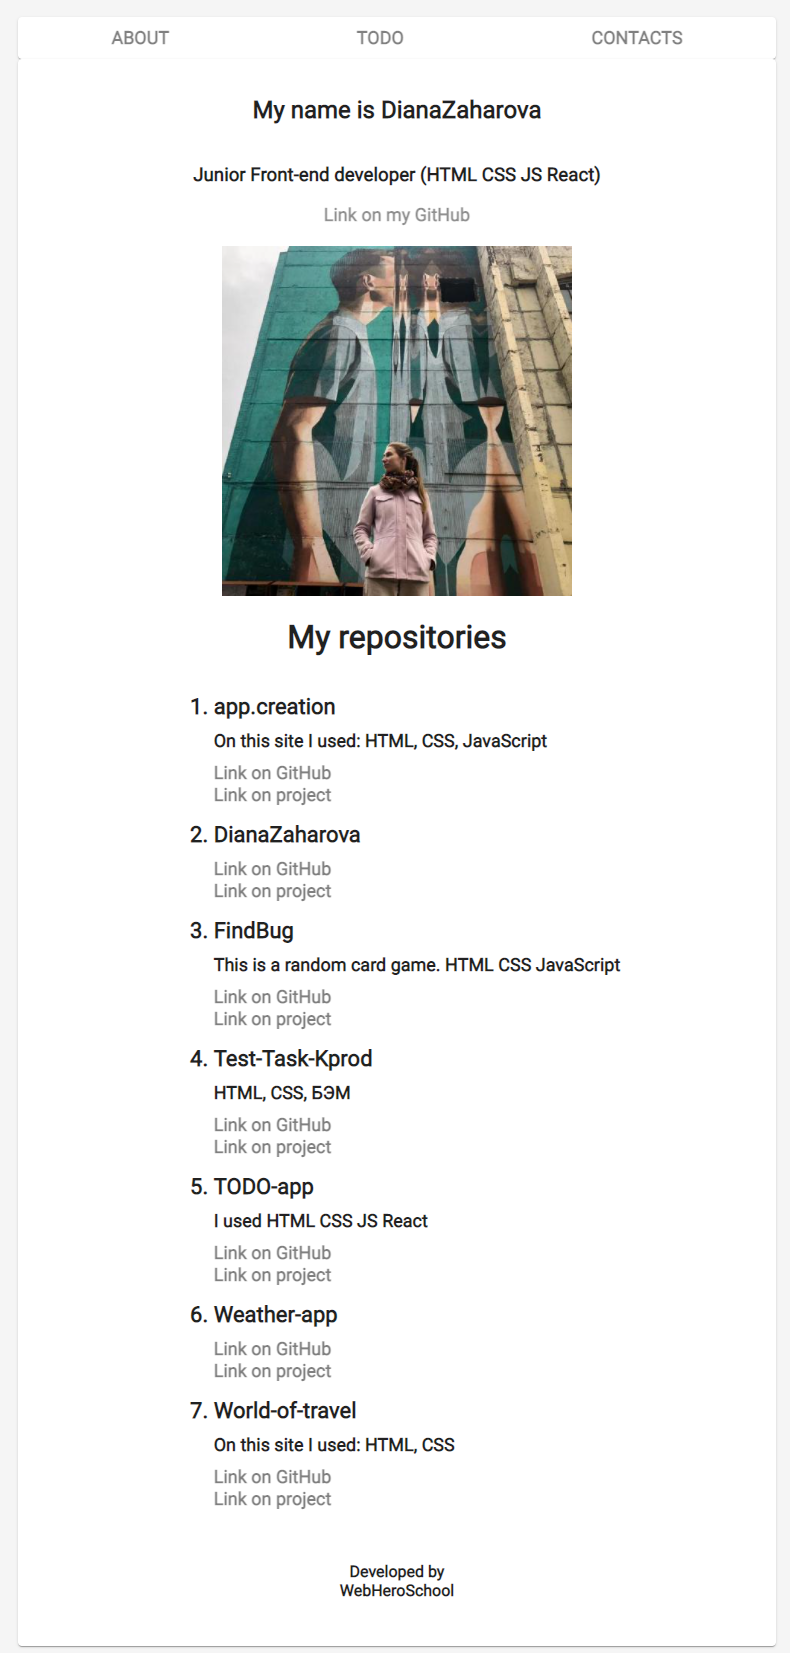 ABOUT TODO CONTACTS
My name is DianaZaharova
Junior Front-end developer (HTML CSS JS React)
Link on my GitHub
My repositories
1. app.creation
On this site I used: HTML, CSS, JavaScript
Link on GitHub
Link on project
2. DianaZaharova
Link on GitHub
Link on project
3. FindBug
This is a random card game. HTML CSS JavaScript
Link on GitHub
Link on project
4. Test-Task-Kprod
HTML, CSS, БЭМ
Link on GitHub
Link on project
5. TODO-app
I used HTML CSS JS React
Link on GitHub
Link on project
6. Weather-app
Link on GitHub
Link on project
7. World-of-travel
On this site I used: HTML, CSS
Link on GitHub
Link on project
Developed by
WebHeroSchool